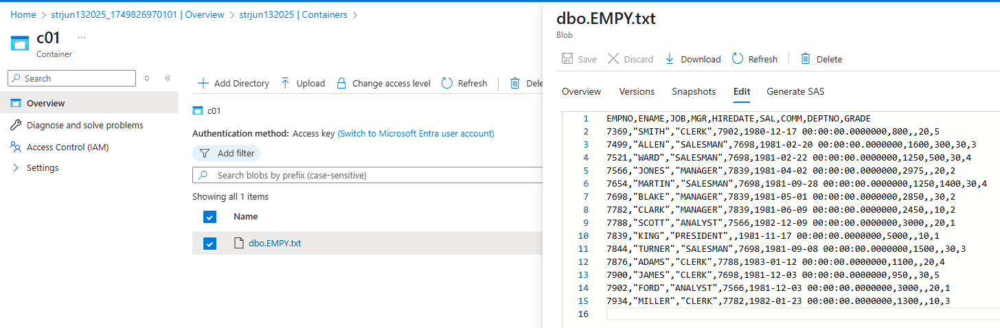 Home > strjun132025_1749826970101 | Overview > strjun132025 | Containers >
c01 ...
Container
Search
Overview
Diagnose and solve problems
Access Control (IAM)
Settings
Add Directory Upload Change access level Refresh Dele
c01
Authentication method: Access key (Switch to Microsoft Entra user account)
Add filter
Search blobs by prefix (case-sensitive)
Showing all 1 items
Name
dbo.EMPY.txt
dbo.EMPY.txt
Blob
Save Discard Download Refresh Delete
Overview Versions Snapshots Edit Generate SAS
1 EMPNO,ENAME,JOB,MGR,HIREDATE,SAL,COMM,DEPTNO,GRADE
2 7369,"SMITH","CLERK",7902,1980-12-17 00:00:00.0000000,800,,20,5
3 7499,"ALLEN","SALESMAN",7698,1981-02-20 00:00:00.0000000,1600,300,30,3
4 7521,"WARD","SALESMAN",7698,1981-02-22 00:00:00.0000000,1250,500,30,4
5 7566,"JONES","MANAGER",7839,1981-04-02 00:00:00.0000000,2975,,20,2
6 7654,"MARTIN","SALESMAN",7698,1981-09-28 00:00:00.0000000,1250,1400,30,4
7 7698,"BLAKE","MANAGER",7839,1981-05-01 00:00:00.0000000,2850,,30,2
8 7782,"CLARK","MANAGER",7839,1981-06-09 00:00:00.0000000,2450,,10,2
9 7788,"SCOTT","ANALYST",7566,1982-12-09 00:00:00.0000000,3000,,20,1
10 7839,"KING","PRESIDENT",,1981-11-17 00:00:00.0000000,5000,,10,1
11 7844,"TURNER","SALESMAN",7698,1981-09-08 00:00:00.0000000,1500,,30,3
12 7876,"ADAMS","CLERK",7788,1983-01-12 00:00:00.0000000,1100,,20,4
13 7900,"JAMES","CLERK",7698,1981-12-03 00:00:00.0000000,950,,30,5
14 7902,"FORD","ANALYST",7566,1981-12-03 00:00:00.0000000,3000,,20,1
15 7934,"MILLER","CLERK",7782,1982-01-23 00:00:00.0000000,1300,,10,3
16